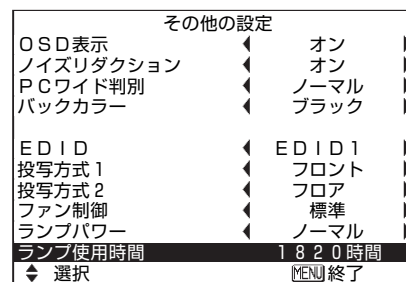 その他の設定
OSD表示 ◀ オン ▶
ノイズリダクション ◀ オン ▶
PCワイド判別 ◀ ノーマル ▶
バックカラー ◀ ブラック ▶
EDID ◀ EDID1 ▶
投写方式1 ◀ フロント ▶
投写方式2 ◀ フロア ▶
ファン制御 ◀ 標準 ▶
ランプパワー ◀ ノーマル ▶
ランプ使用時間 1820時間
選択 MENU 終了